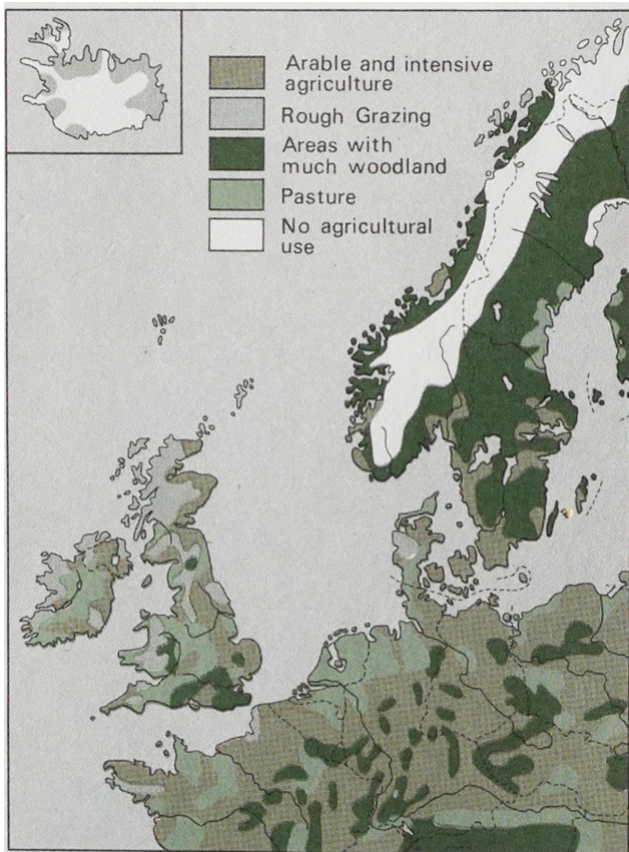 Arable and intensive
agriculture
Rough Grazing
Areas with
much woodland
Pasture
No agricultural
use